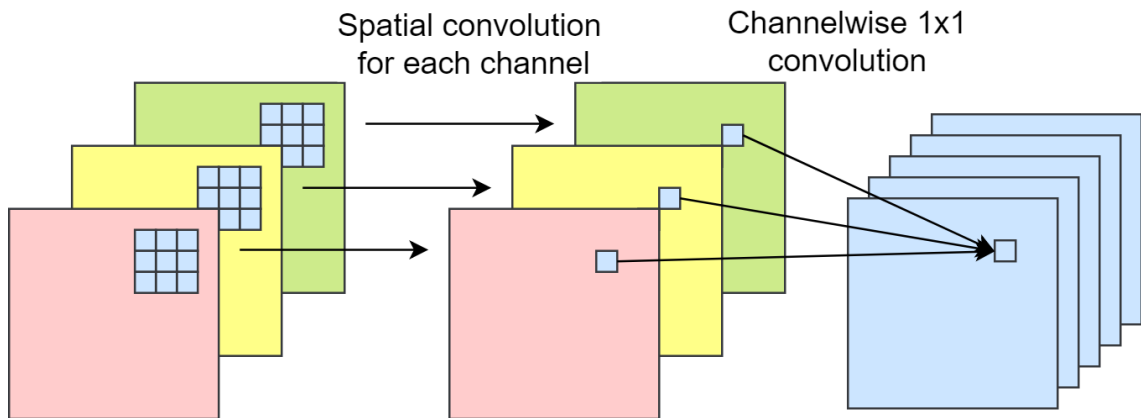 Spatial convolution
for each channel
Channelwise 1x1
convolution